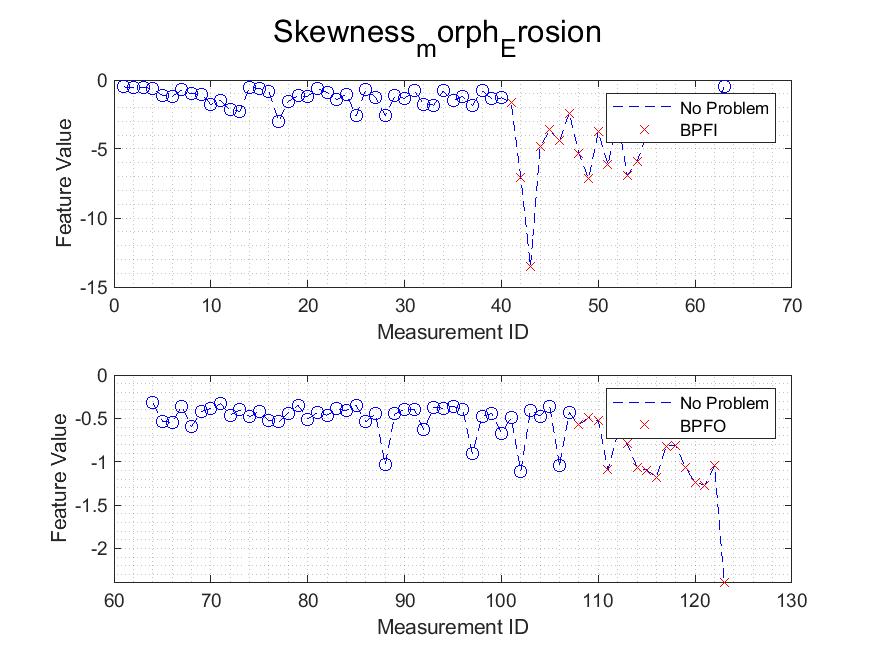 Skewness_morph_Erosion
0
-5
-10
-15
Feature Value
No Problem
BPFI
0 10 20 30 40 50 60 70
Measurement ID
0
-0.5
-1
-1.5
-2
Feature Value
No Problem
BPFO
60 70 80 90 100 110 120 130
Measurement ID